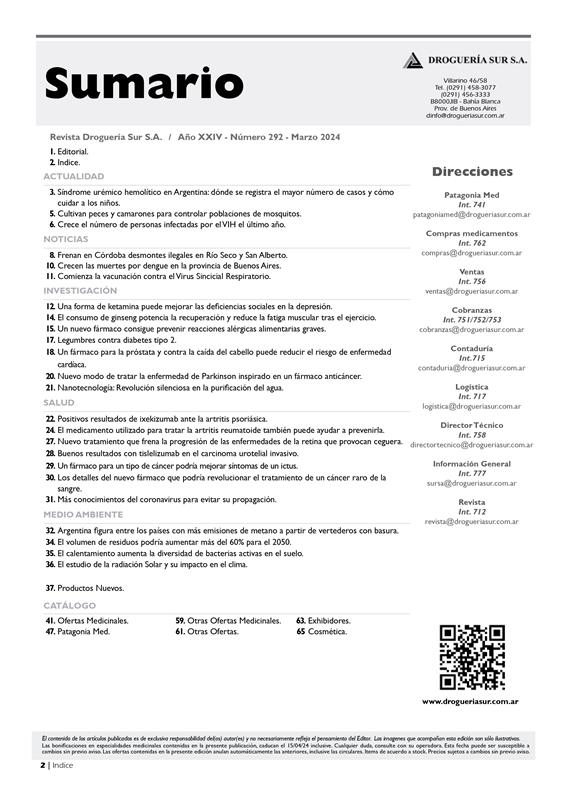 Sumario
DROGUERÍA SUR S.A.
Villarino 46/58
Tel. (0291) 458-3077
(0291) 456-3333
B8000JIB - Bahía Blanca
Prov. de Buenos Aires
dinfo@drogueriasur.com.ar
Revista Droguería Sur S.A. / Año XXIV - Número 292 - Marzo 2024
1. Editorial.
2. Indice.
ACTUALIDAD
3. Síndrome urémico hemolítico en Argentina: dónde se registra el mayor número de casos y cómo
cuidar a los niños.
5. Cultivan peces y camarones para controlar poblaciones de mosquitos.
6. Crece el número de personas infectadas por el VIH el último año.
NOTICIAS
8. Frenan en Córdoba desmontes ilegales en Río Seco y San Alberto.
10. Crecen las muertes por dengue en la provincia de Buenos Aires.
11. Comienza la vacunación contra el Virus Sincicial Respiratorio.
INVESTIGACIÓN
12. Una forma de ketamina puede mejorar las deficiencias sociales en la depresión.
14. El consumo de ginseng potencia la recuperación y reduce la fatiga muscular tras el ejercicio.
15. Un nuevo fármaco consigue prevenir reacciones alérgicas alimentarias graves.
17. Legumbres contra diabetes tipo 2.
18. Un fármaco para la próstata y contra la caída del cabello puede reducir el riesgo de enfermedad
cardíaca.
20. Nuevo modo de tratar la enfermedad de Parkinson inspirado en un fármaco anticáncer.
21. Nanotecnología: Revolución silenciosa en la purificación del agua.
SALUD
22. Positivos resultados de ixekizumab ante la artritis psoriásica.
24. El medicamento utilizado para tratar la artritis reumatoide también puede ayudar a prevenirla.
27. Nuevo tratamiento que frena la progresión de las enfermedades de la retina que provocan ceguera.
28. Buenos resultados con tislelizumab en el carcinoma urotelial invasivo.
29. Un fármaco para un tipo de cáncer podría mejorar síntomas de un ictus.
30. Los detalles del nuevo fármaco que podría revolucionar el tratamiento de un cáncer raro de la
sangre.
31. Más conocimientos del coronavirus para evitar su propagación.
MEDIO AMBIENTE
32. Argentina figura entre los países con más emisiones de metano a partir de vertederos con basura.
34. El volumen de residuos podría aumentar más del 60% para el 2050.
35. El calentamiento aumenta la diversidad de bacterias activas en el suelo.
36. El estudio de la radiación Solar y su impacto en el clima.
37. Productos Nuevos.
CATÁLOGO
41. Ofertas Medicinales.
47. Patagonia Med.
59. Otras Ofertas Medicinales.
61. Otras Ofertas.
63. Exhibidores.
65 Cosmética.
Direcciones
Patagonia Med
Int. 741
patagoniamed@drogueriasur.com.ar
Compras medicamentos
Int. 762
compras@drogueriasur.com.ar
Ventas
Int. 756
ventas@drogueriasur.com.ar
Cobranzas
Int. 751/752/753
cobranzas@drogueriasur.com.ar
Contaduría
Int.715
contaduria@drogueriasur.com.ar
Logística
Int. 717
logistica@drogueriasur.com.ar
Director Técnico
Int. 758
directortecnico@drogueriasur.com.ar
Información General
Int. 777
sursa@drogueriasur.com.ar
Revista
Int. 712
revista@drogueriasur.com.ar
www.drogueriasur.com.ar
El contenido de los artículos publicados es de exclusiva responsabilidad del(os) autor(es) y no necesariamente refleja el pensamiento del Editor. Las imagenes que acompañan esta edición son sólo ilustrativas.
Las bonificaciones en especialidades medicinales contenidas en la presente publicación, caducan el 15/04/24 inclusive. Cualquier duda, consulte con su operadora. Esta fecha puede ser susceptible a
cambios sin previo aviso. Las ofertas contenidas en la presente edición anulan automáticamente las anteriores, inclusive las circulares. Items de acuerdo a stock. Precios sujetos a cambios sin previo aviso.
2 | Indice